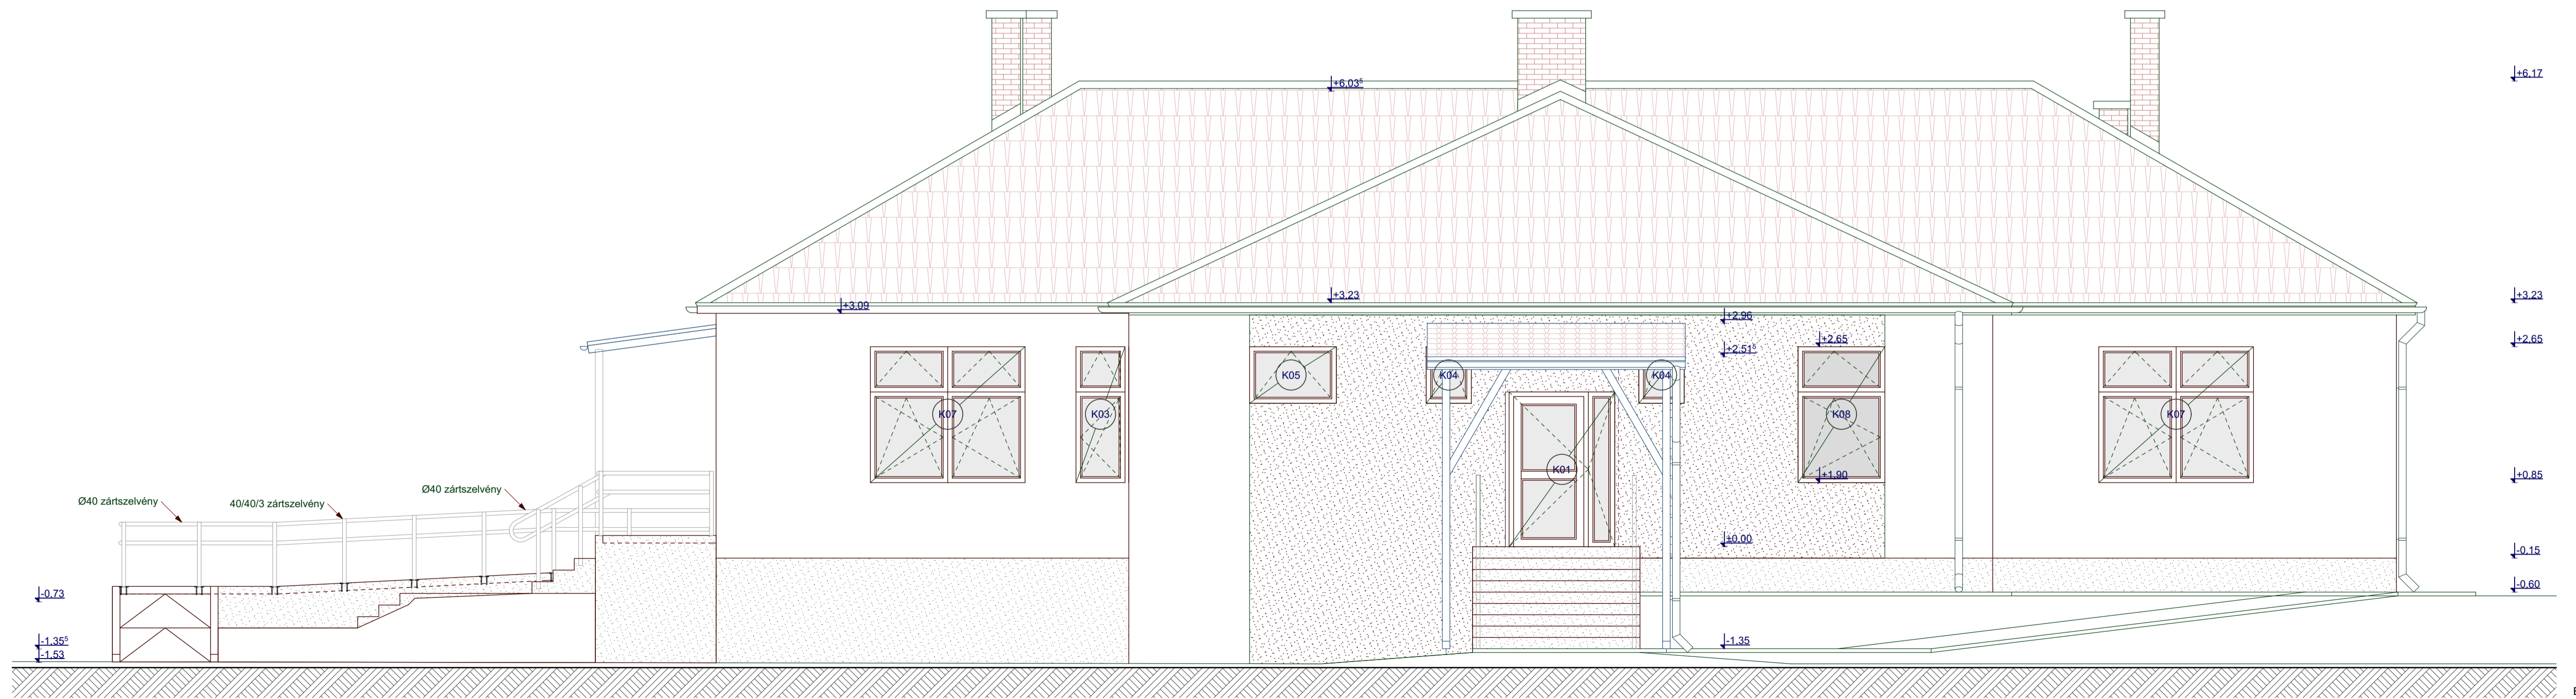 +6,03⁵
+6,17
+3,09
+3,23
+3,23
+2,96
+2,65
+2,65
+2,51⁵
K05
K04
K04
K07
K03
K08
K07
K01
+1,90
+0,85
Ø40 zártszelvény
40/40/3 zártszelvény
Ø40 zártszelvény
±0,00
-0,15
-0,73
-0,60
-1,35⁵
-1,35
-1,53